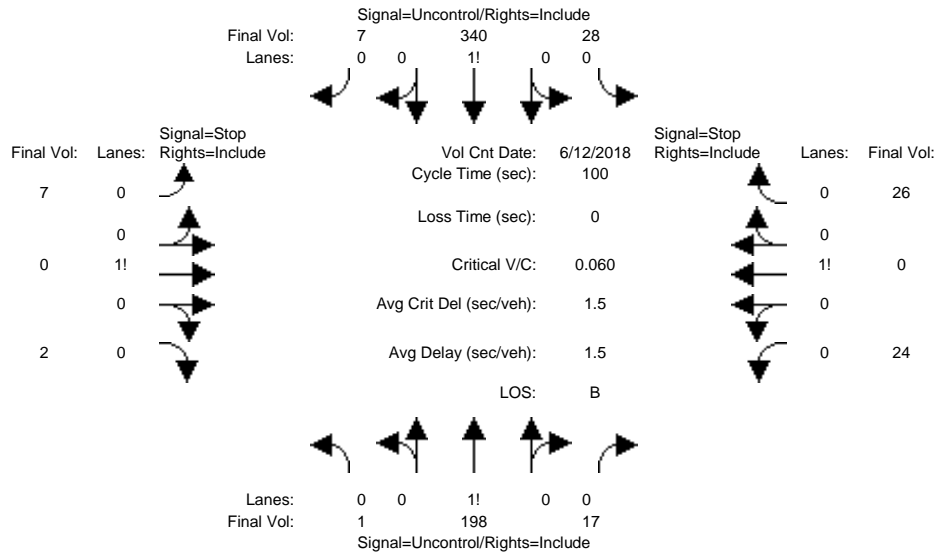 Signal=Uncontrol/Rights=Include
Final Vol: 7 340 28
Lanes: 0 0 1! 0 0
Signal=Stop
Final Vol: Lanes: Rights=Include
Vol Cnt Date: 6/12/2018
Signal=Stop
Rights=Include Lanes: Final Vol:
Cycle Time (sec): 100
7 0
0 26
Loss Time (sec): 0
0
0
0 1!
Critical V/C: 0.060
1! 0
0
Avg Crit Del (sec/veh): 1.5
0
2 0
Avg Delay (sec/veh): 1.5
0 24
LOS: B
Lanes: 0 0 1! 0 0
Final Vol: 1 198 17
Signal=Uncontrol/Rights=Include